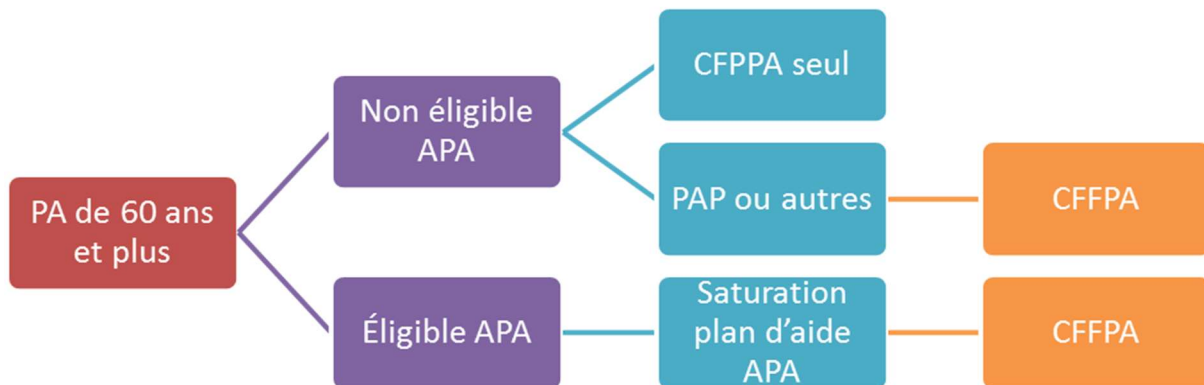 PA de 60 ans
et plus
Non éligible
APA
CFPPA seul
PAP ou autres
CFFPA
Éligible APA
Saturation
plan d’aide
APA
CFFPA